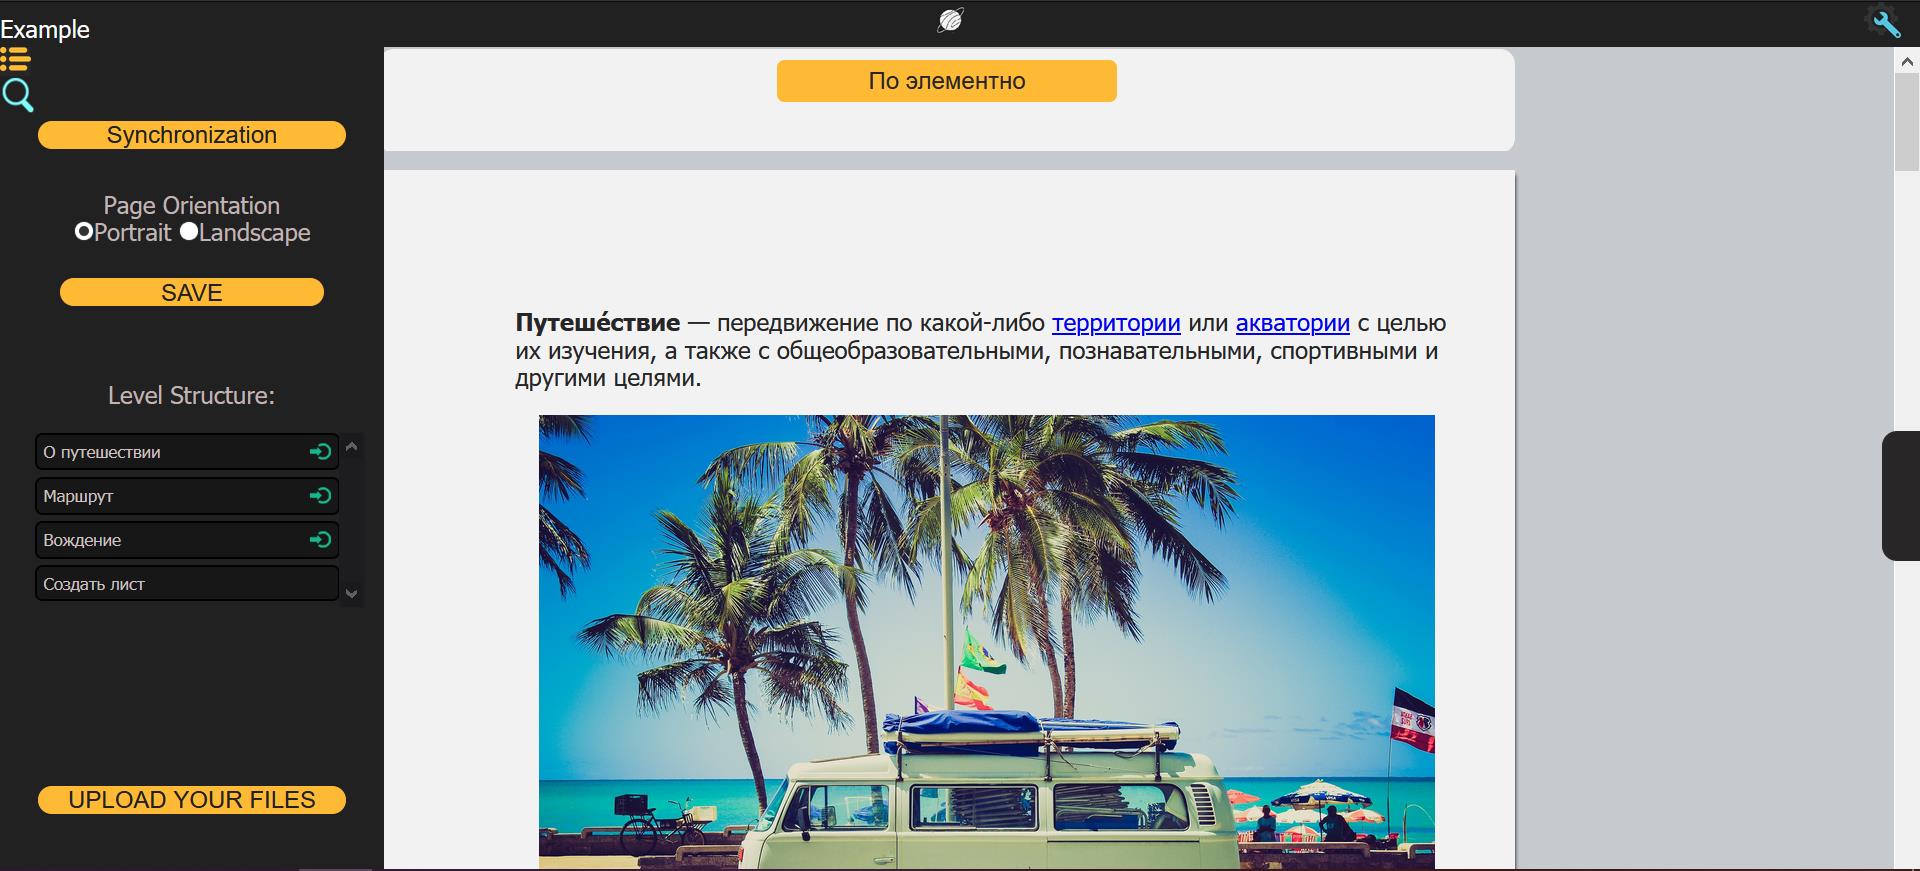 Example
Synchronization
Page Orientation
Portrait Landscape
SAVE
Level Structure:
О путешествии
Маршрут
Вождение
Создать лист
UPLOAD YOUR FILES
По элементно
Путеше́ствие — передвижение по какой-либо территории или акватории с целью
их изучения, а также с общеобразовательными, познавательными, спортивными и
другими целями.